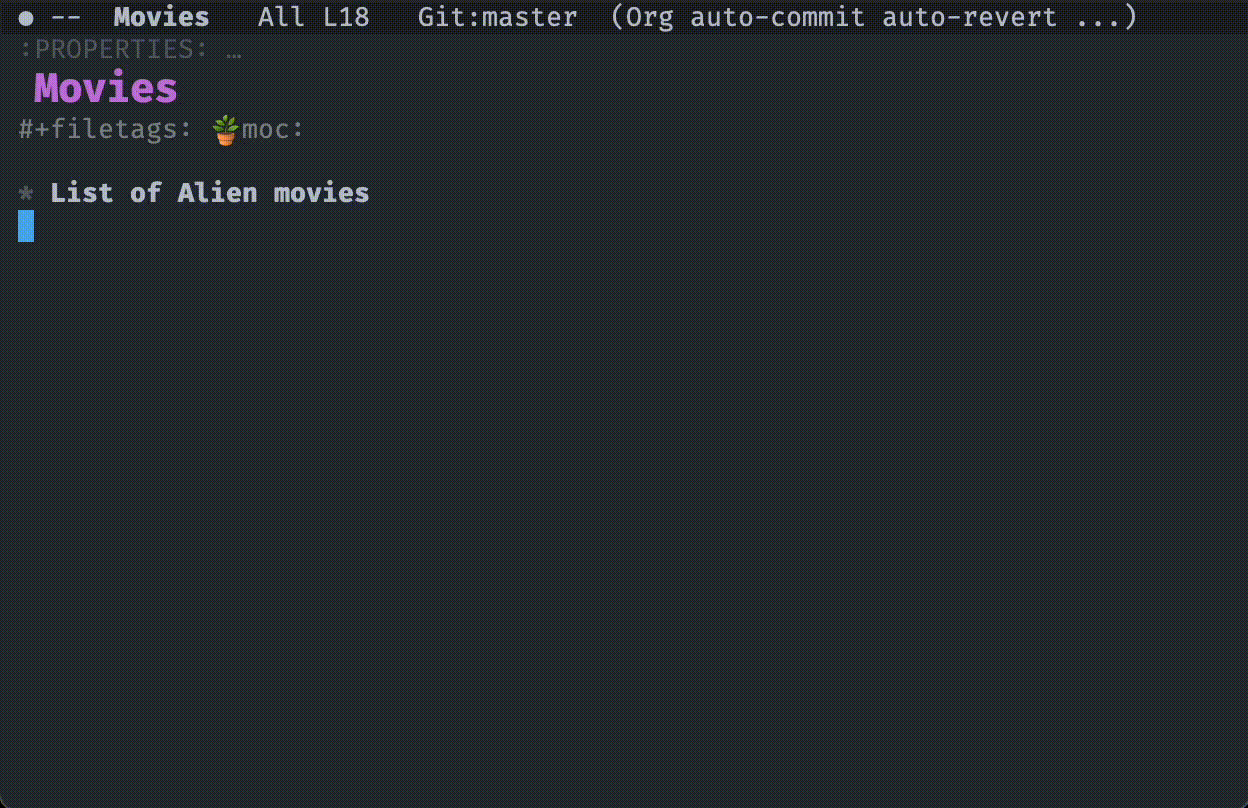 ● -- Movies All L18 Git:master (Org auto-commit auto-revert ...)
:PROPERTIES: …
Movies
#+filetags: 🪴moc:
* List of Alien movies